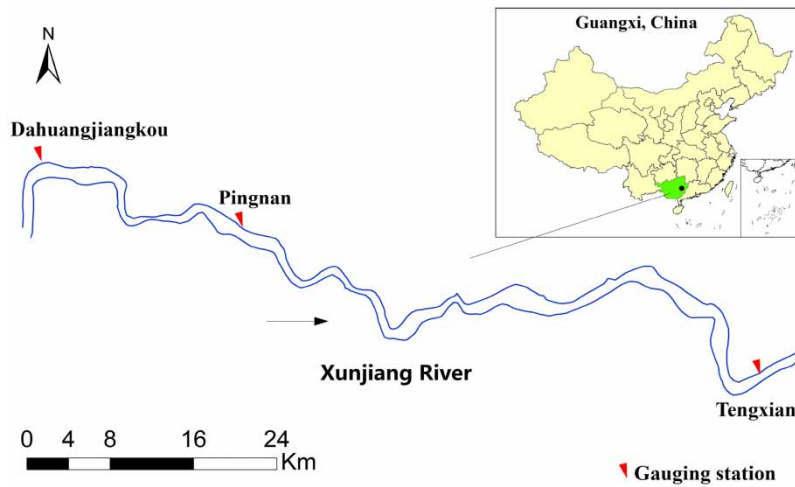 Guangxi, China
N
Dahuangjiangkou
Pingnan
Xunjiang River
Tengxian
0 4 8 16 24
Km
Gauging station